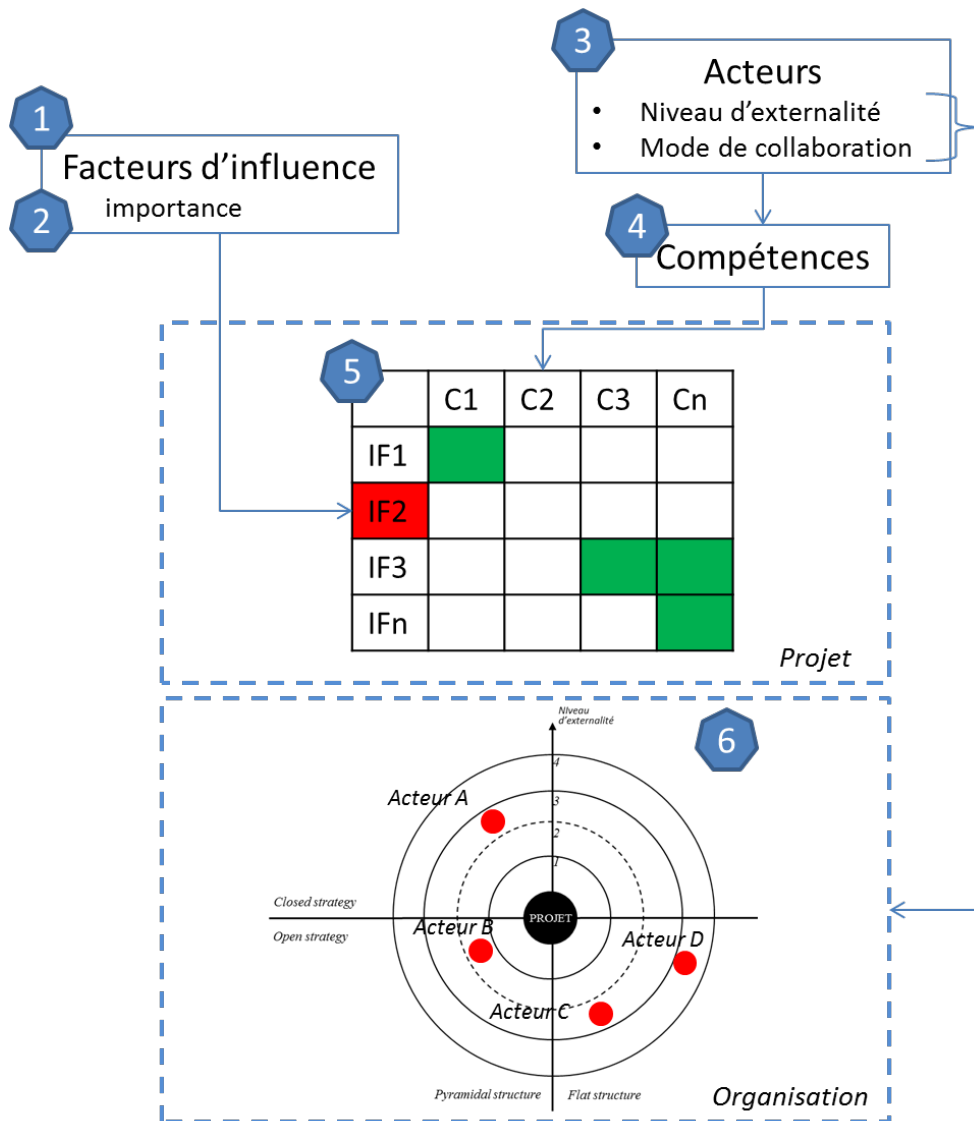 3
Acteurs
• Niveau d'externalité
• Mode de collaboration
1
Facteurs d'influence
2
importance
4
Compétences
5
C1 C2 C3 Cn
IF1
IF2
IF3
IFn
Projet
Niveau
d'externalité
6
4
Acteur A
3
2
1
Closed strategy
PROJET
Open strategy
Acteur B
Acteur D
Acteur C
Pyramidal structure
Flat structure
Organisation